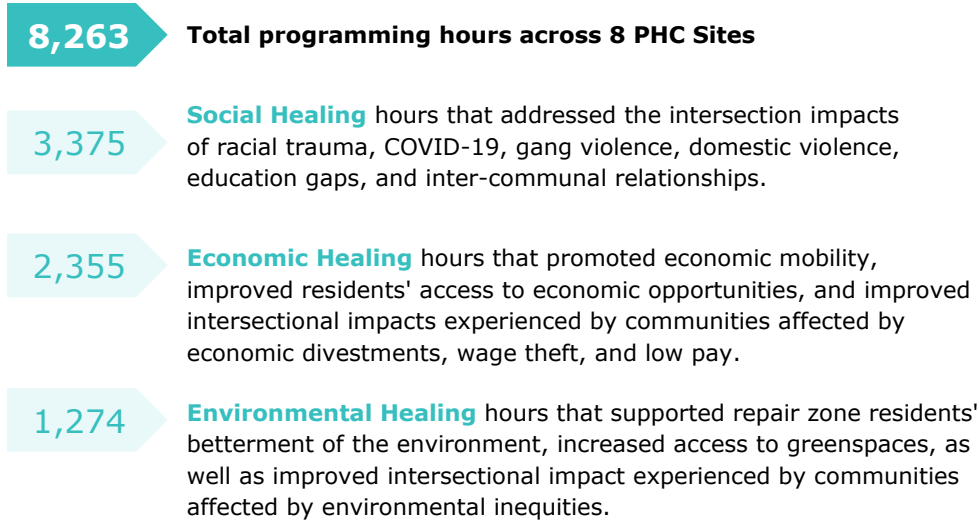 8,263 Total programming hours across 8 PHC Sites
3,375
Social Healing hours that addressed the intersection impacts
of racial trauma, COVID-19, gang violence, domestic violence,
education gaps, and inter-communal relationships.
2,355
Economic Healing hours that promoted economic mobility,
improved residents' access to economic opportunities, and improved
intersectional impacts experienced by communities affected by
economic divestments, wage theft, and low pay.
1,274
Environmental Healing hours that supported repair zone residents'
betterment of the environment, increased access to greenspaces, as
well as improved intersectional impact experienced by communities
affected by environmental inequities.